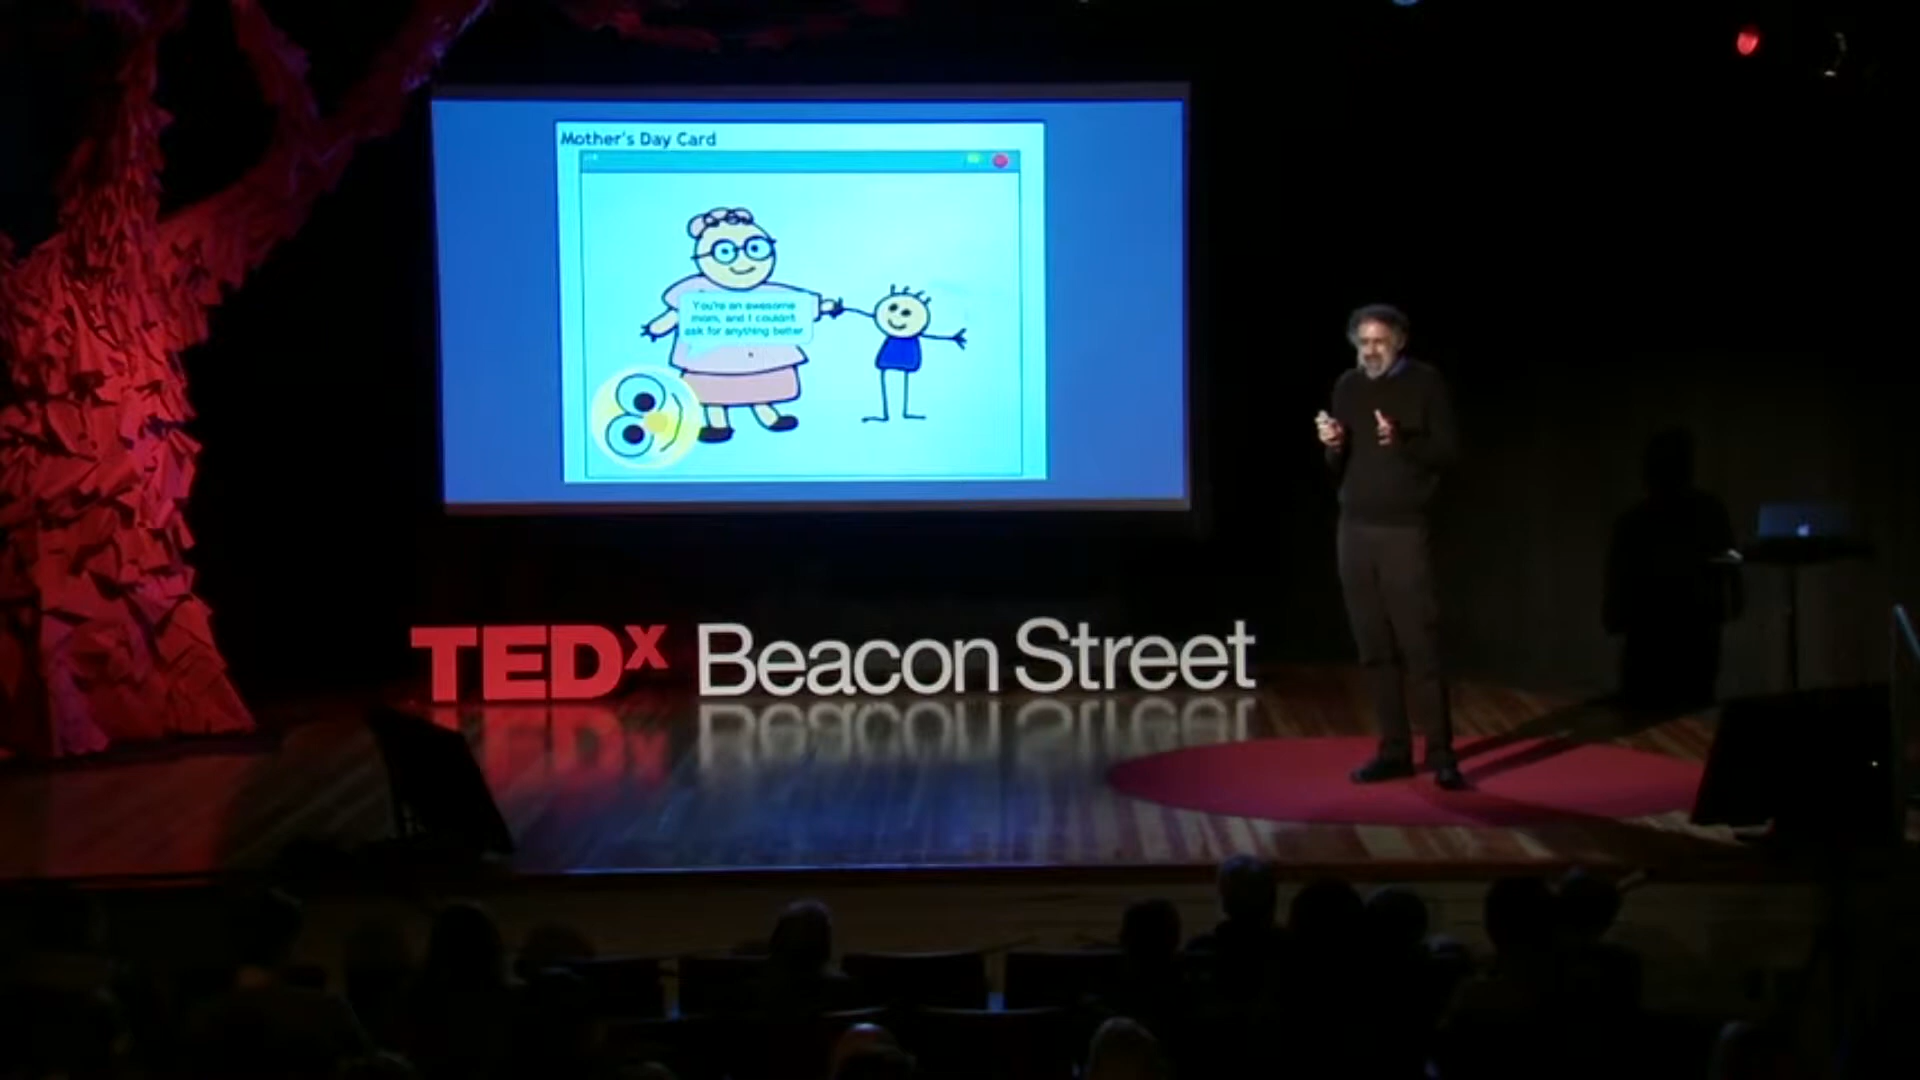 Mother's Day Card
You're an awesome
mom, and I couldn't
ask for anything better
TEDx Beacon Street